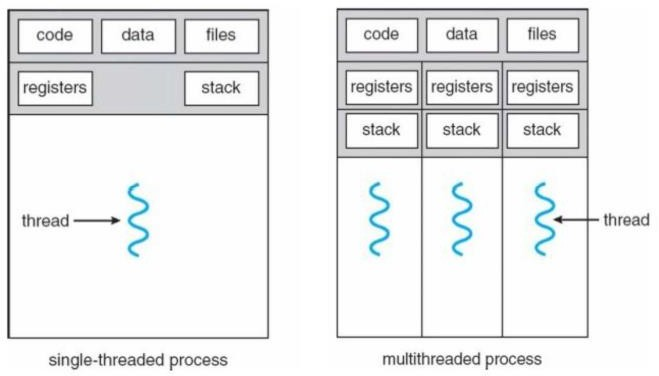 code data files
registers stack
thread
single-threaded process
code data files
registers registers registers
stack stack stack
thread
multithreaded process